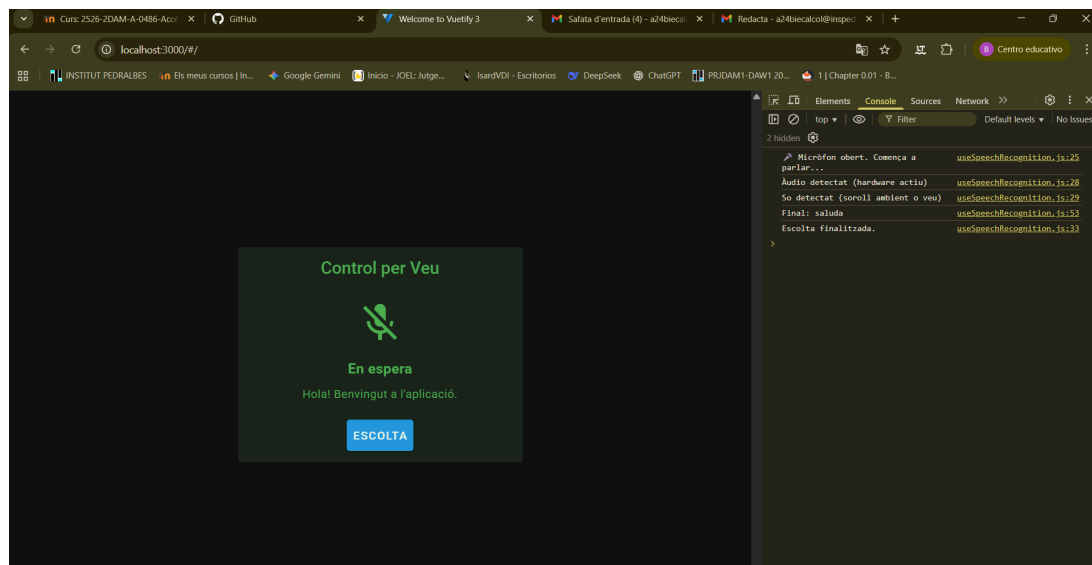 Curs: 2526-2DAM-A-0486-Accé
GitHub
Welcome to Vuetify 3
Safata d'entrada (4) - a24biecal
Redacta - a24biecalcol@insped
localhost:3000/#/
B Centro educativo
INSTITUT PEDRALBES
Els meus cursos | In...
Google Gemini
Inicio - JOEL: Jutge...
IsardVDI - Escritorios
DeepSeek
ChatGPT
PRJDAM1-DAW1 20...
1 | Chapter 0.01 - B...
Elements Console Sources Network
top Filter Default levels No Issues
2 hidden
Micròfon obert. Comença a parlar... useSpeechRecognition.js:25
Àudio detectat (hardware actiu) useSpeechRecognition.js:28
So detectat (soroll ambient o veu) useSpeechRecognition.js:29
Final: saluda useSpeechRecognition.js:53
Escolta finalitzada. useSpeechRecognition.js:33
Control per Veu
En espera
Hola! Benvingut a l'aplicació.
ESCOLTA